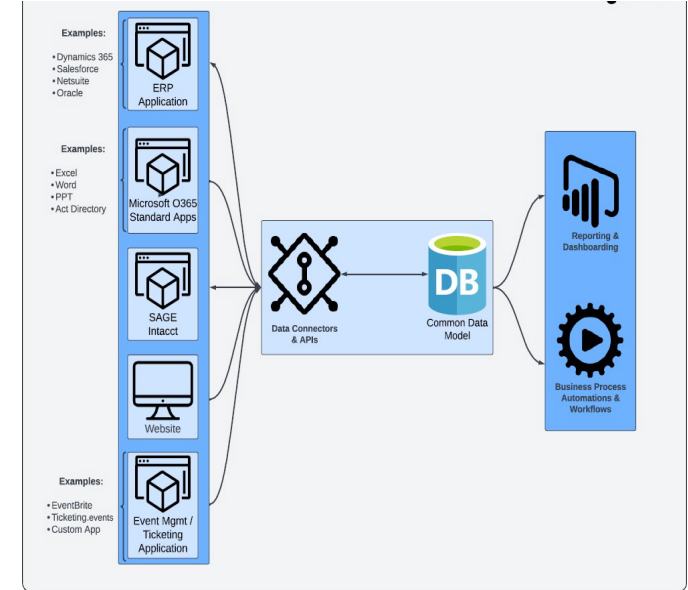 Examples:
• Dynamics 365
• Salesforce
• Netsuite
• Oracle
ERP
Application
Examples:
• Excel
• Word
• PPT
• Act Directory
Microsoft O365
Standard Apps
SAGE
Intacct
Website
Examples:
• EventBrite
• Ticketing.events
• Custom App
Event Mgmt /
Ticketing
Application
Data Connectors
& APIs
DB
Common Data
Model
Reporting &
Dashboarding
Business Process
Automations &
Workflows